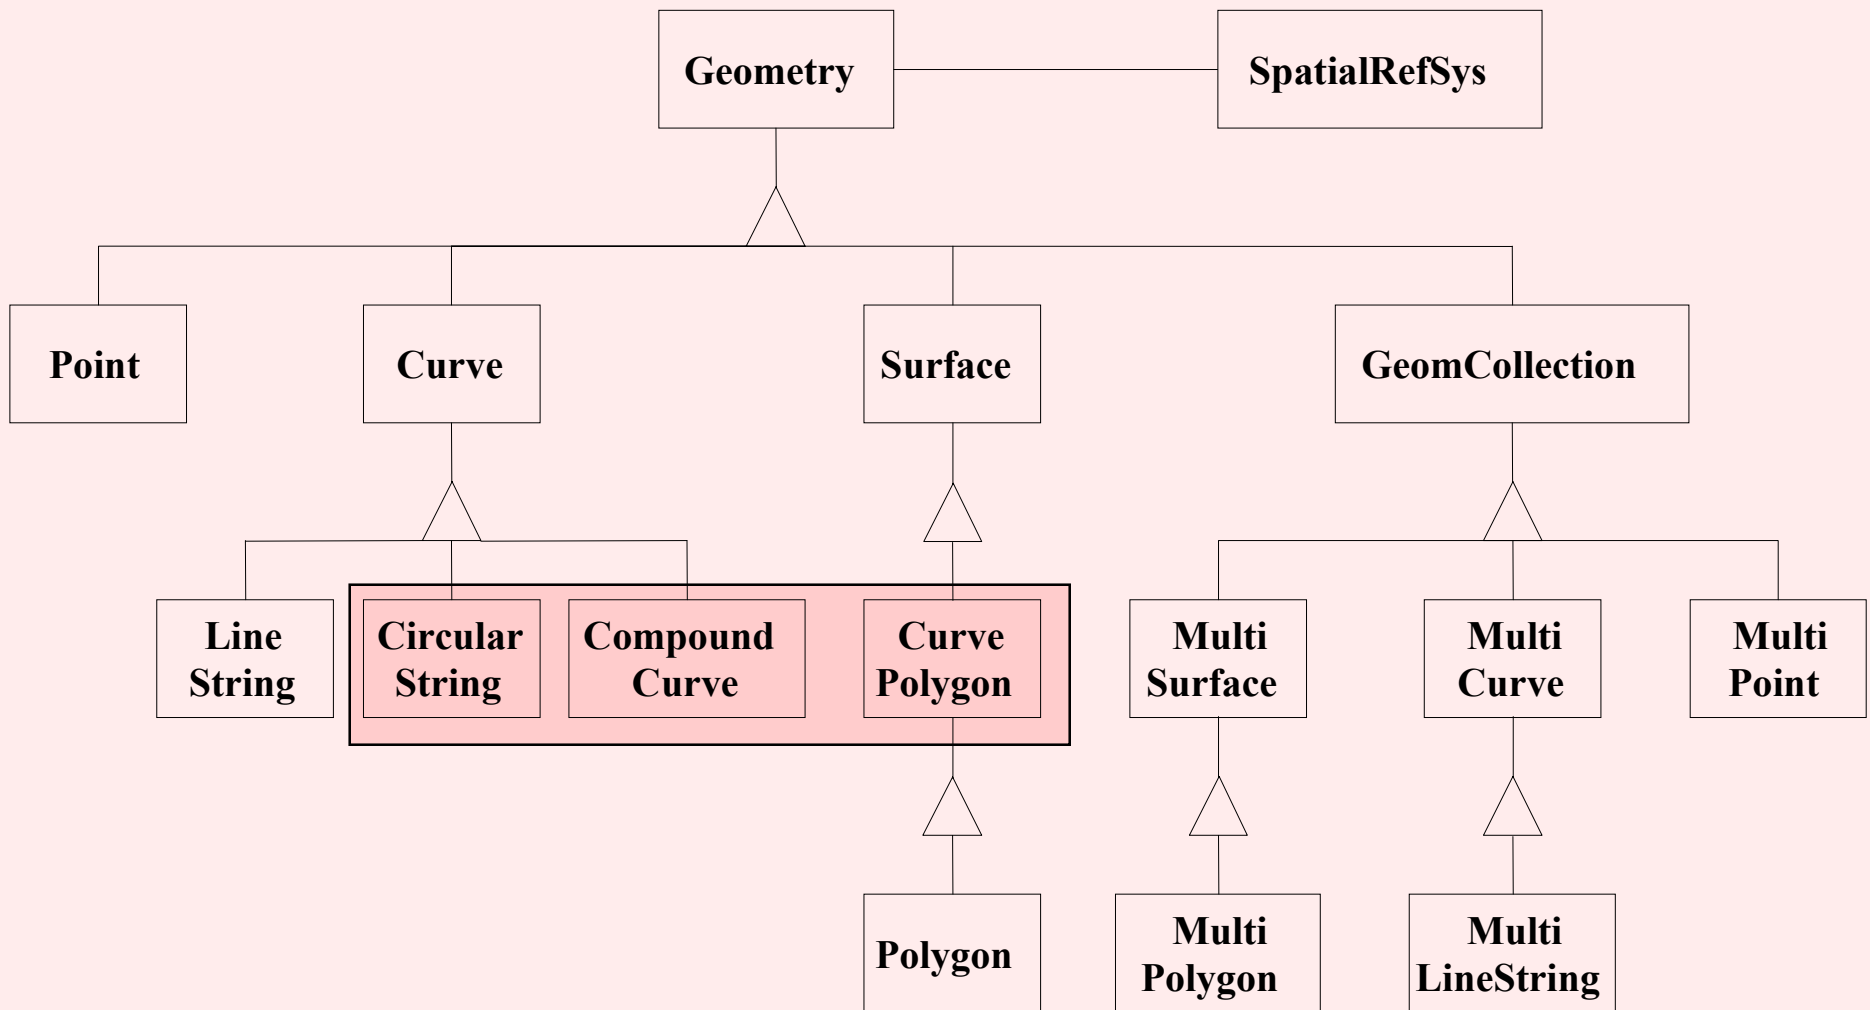 Geometry
SpatialRefSys
Point
Curve
Surface
GeomCollection
Line
String
Circular
String
Compound
Curve
Curve
Polygon
Multi
Surface
Multi
Curve
Multi
Point
Polygon
Multi
Polygon
Multi
LineString